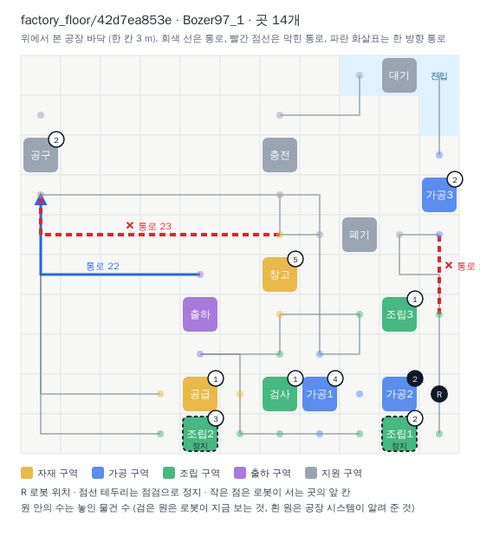 factory_floor/42d7ea853e · Bozer97_1 · 곳 14개
위에서 본 공장 바닥 (한 칸 3 m). 회색 선은 통로, 빨간 점선은 막힌 통로, 파란 화살표는 한 방향 통로
대기
2
공구
충전
2
가공3
✕ 통로 23
폐기
통로 22
5
창고
✕ 통로
출하
1
조립3
1
공급
1
검사
4
가공1
2
가공2
R
3
조립2
정지
2
조립1
정지
자재 구역
가공 구역
조립 구역
출하 구역
지원 구역
R 로봇 위치 · 점선 테두리는 점검으로 정지 · 작은 점은 로봇이 서는 곳의 앞 칸
원 안의 수는 놓인 물건 수 (검은 원은 로봇이 지금 보는 것, 흰 원은 공장 시스템이 알려 준 것)